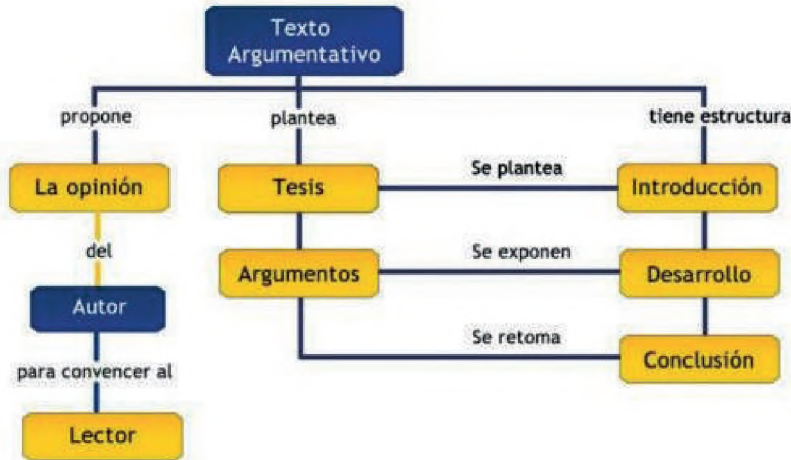 Texto
Argumentativo
propone
plantea
tiene estructura
La opinión
Tesis
Se plantea
Introducción
del
Argumentos
Se exponen
Desarrollo
Autor
Se retoma
Conclusión
para convencer al
Lector